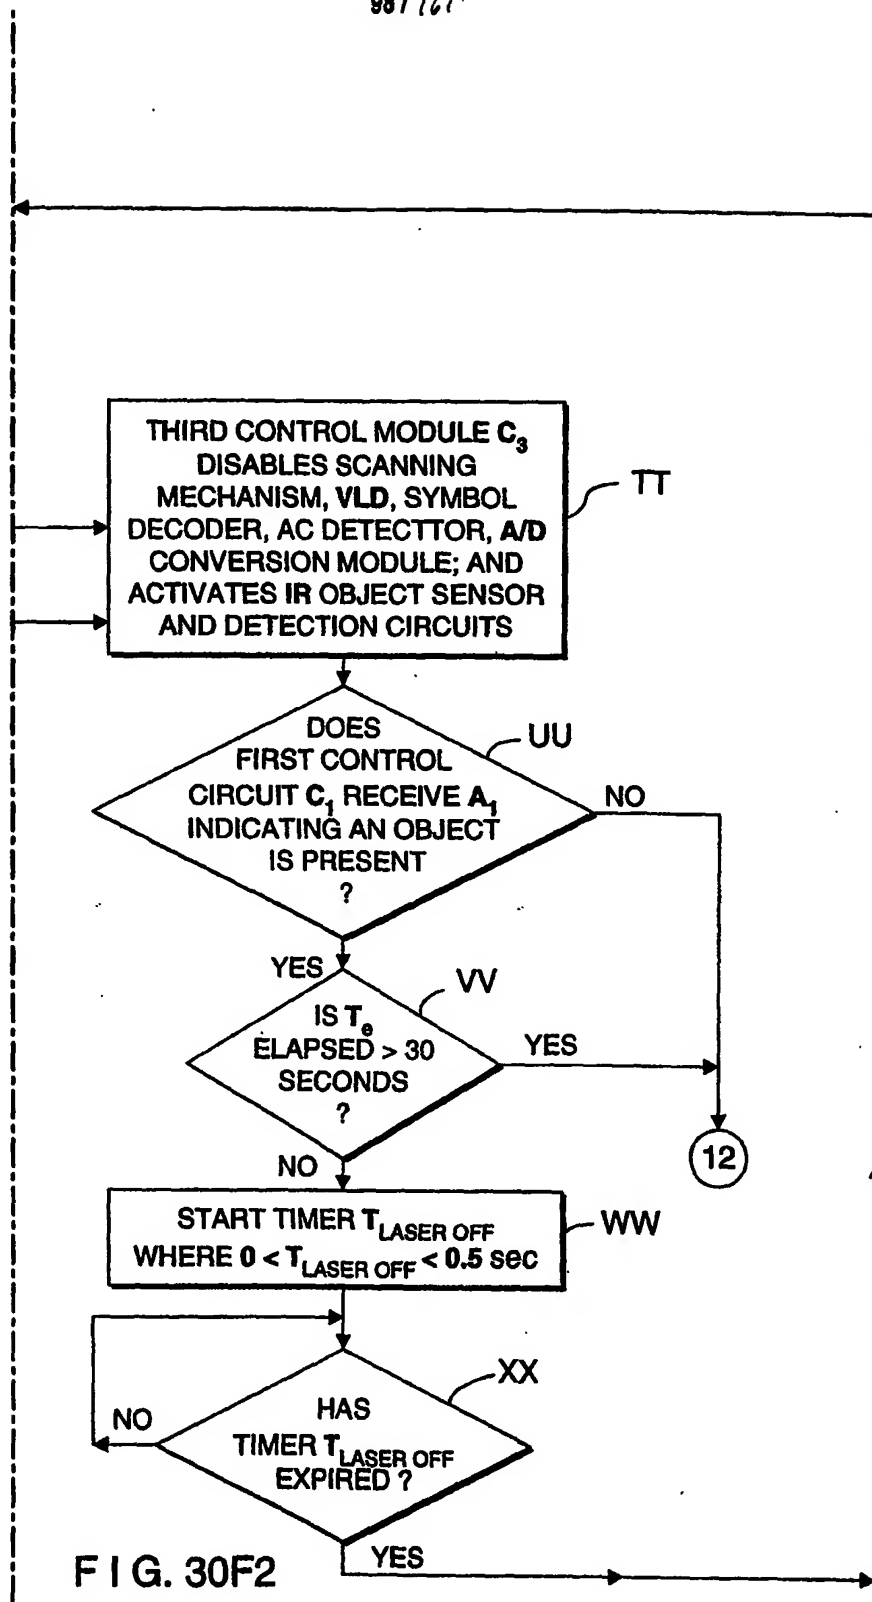 THIRD CONTROL MODULE C3
DISABLES SCANNING
MECHANISM, VLD, SYMBOL
DECODER, AC DETECTTOR, A/D
CONVERSION MODULE; AND
ACTIVATES IR OBJECT SENSOR
AND DETECTION CIRCUITS
TT
DOES
FIRST CONTROL
CIRCUIT C1 RECEIVE A1
INDICATING AN OBJECT
IS PRESENT
?
UU
NO
YES
IS Te
ELAPSED > 30
SECONDS
?
VV
YES
12
NO
START TIMER TLASER OFF
WHERE 0 < TLASER OFF < 0.5 sec
WW
HAS
TIMER TLASER OFF
EXPIRED ?
XX
NO
YES
FIG. 30F2